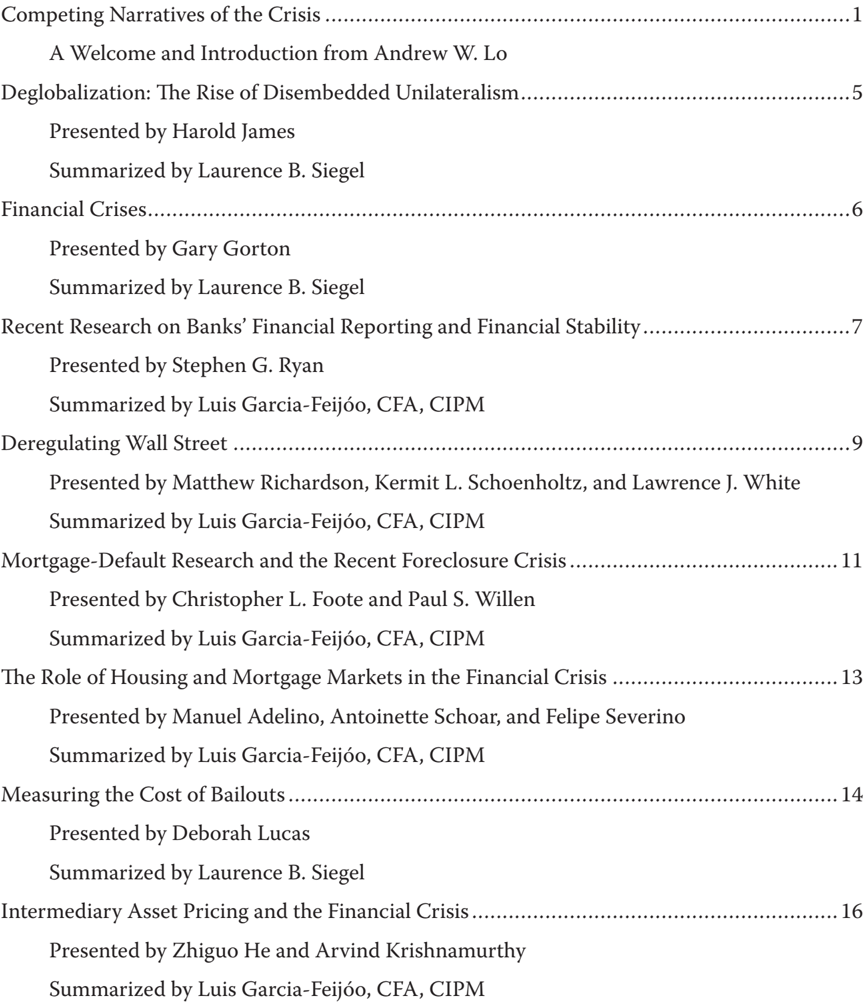 Competing Narratives of the Crisis ..........1
A Welcome and Introduction from Andrew W. Lo
Deglobalization: The Rise of Disembedded Unilateralism..........5
Presented by Harold James
Summarized by Laurence B. Siegel
Financial Crises..........6
Presented by Gary Gorton
Summarized by Laurence B. Siegel
Recent Research on Banks’ Financial Reporting and Financial Stability..........7
Presented by Stephen G. Ryan
Summarized by Luis Garcia-Feijóo, CFA, CIPM
Deregulating Wall Street ..........9
Presented by Matthew Richardson, Kermit L. Schoenholtz, and Lawrence J. White
Summarized by Luis Garcia-Feijóo, CFA, CIPM
Mortgage-Default Research and the Recent Foreclosure Crisis..........11
Presented by Christopher L. Foote and Paul S. Willen
Summarized by Luis Garcia-Feijóo, CFA, CIPM
The Role of Housing and Mortgage Markets in the Financial Crisis ..........13
Presented by Manuel Adelino, Antoinette Schoar, and Felipe Severino
Summarized by Luis Garcia-Feijóo, CFA, CIPM
Measuring the Cost of Bailouts..........14
Presented by Deborah Lucas
Summarized by Laurence B. Siegel
Intermediary Asset Pricing and the Financial Crisis..........16
Presented by Zhiguo He and Arvind Krishnamurthy
Summarized by Luis Garcia-Feijóo, CFA, CIPM